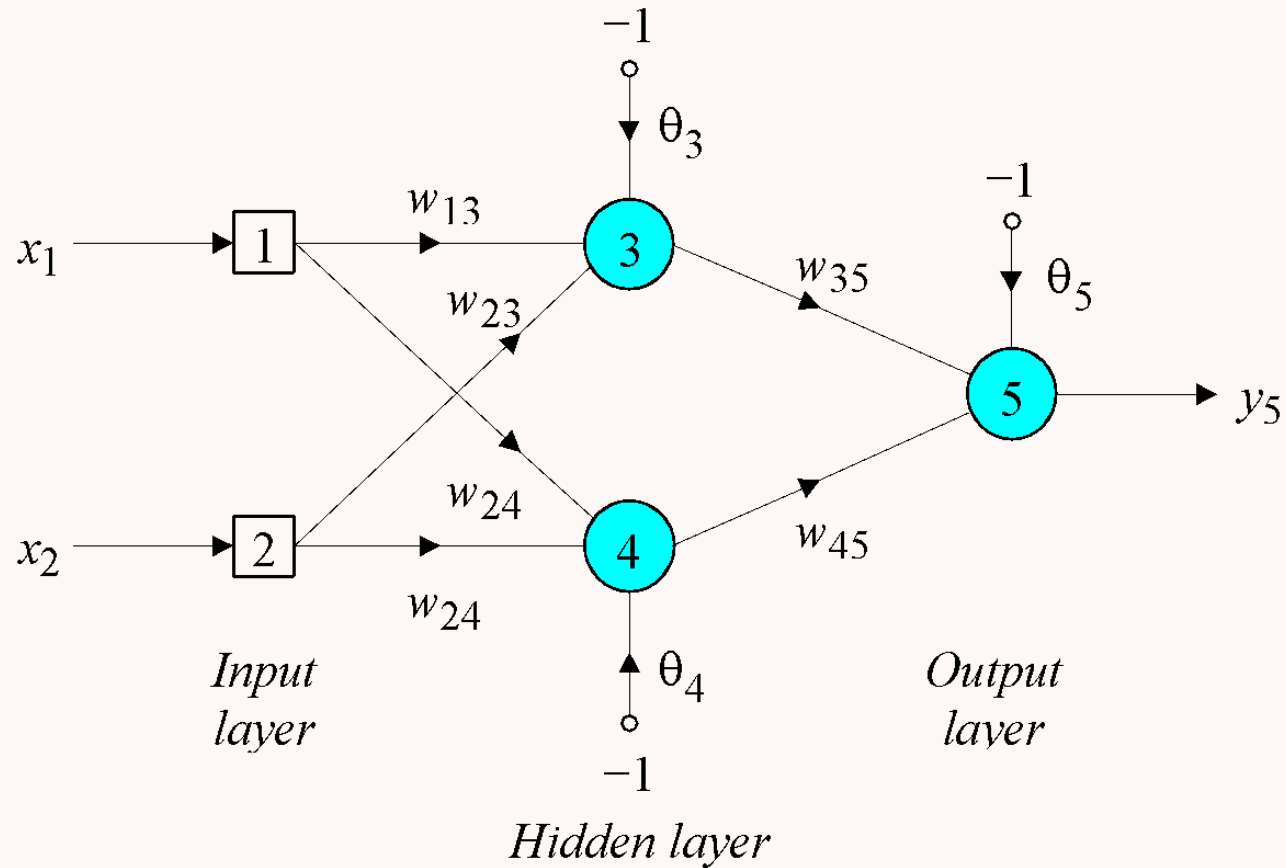 −1
θ3
−1
w13
x1
1
3
w35
θ5
w23
5
y5
w24
x2
2
4
w45
w24
Input
layer
θ4
Output
layer
−1
Hidden layer